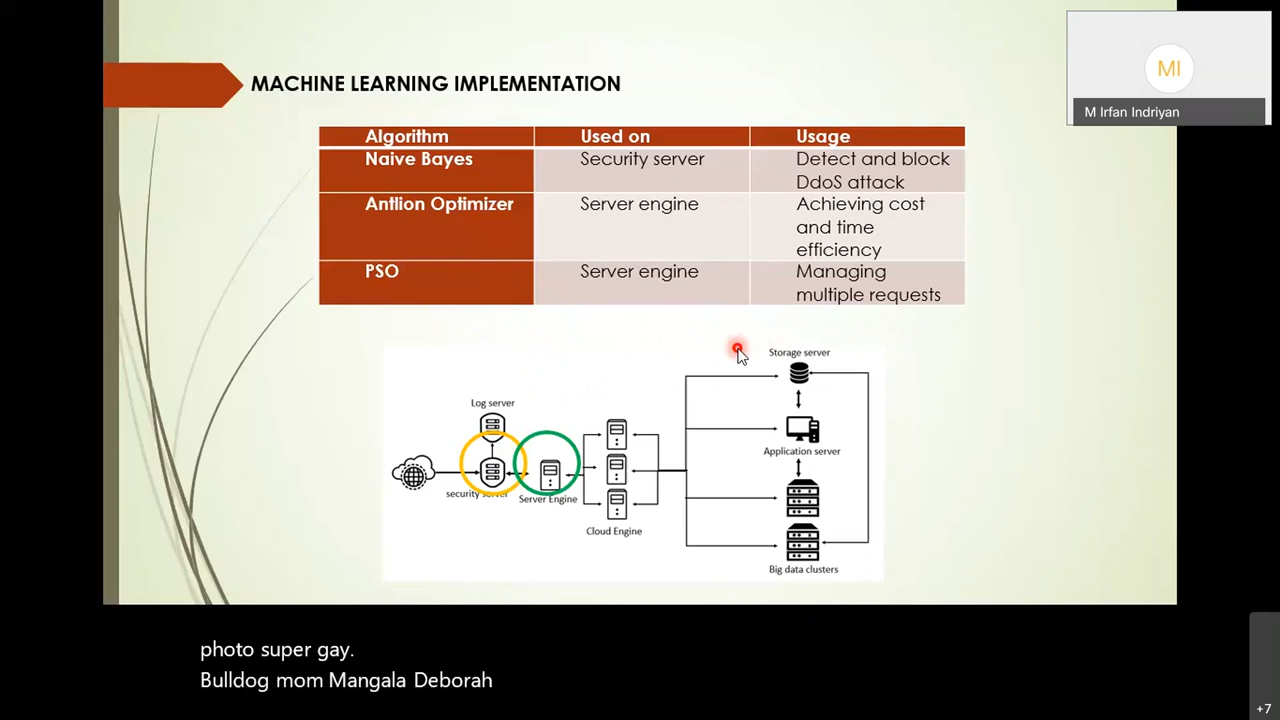 MI
M Irfan Indriyan
MACHINE LEARNING IMPLEMENTATION
Algorithm Used on Usage
Naive Bayes Security server Detect and block
DdoS attack
Antlion Optimizer Server engine Achieving cost
and time
efficiency
PSO Server engine Managing
multiple requests
Storage server
Log server
Application server
security server
Server Engine
Cloud Engine
Big data clusters
photo super gay.
Bulldog mom Mangala Deborah
+7